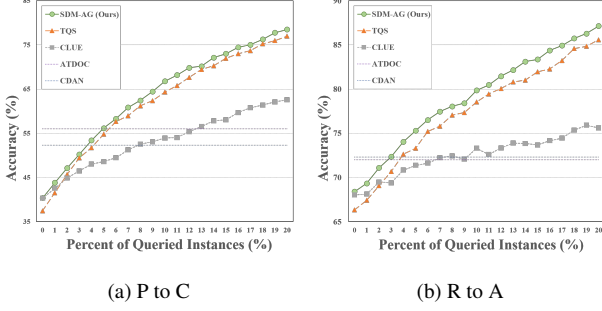 85
75
65
55
45
35
Accuracy (%)
SDM-AG (Ours)
TQS
CLUE
ATDOC
CDAN
0 1 2 3 4 5 6 7 8 9 10 11 12 13 14 15 16 17 18 19 20
Percent of Queried Instances (%)
(a) P to C
90
85
80
75
70
65
Accuracy (%)
SDM-AG (Ours)
TQS
CLUE
ATDOC
CDAN
0 1 2 3 4 5 6 7 8 9 10 11 12 13 14 15 16 17 18 19 20
Percent of Queried Instances (%)
(b) R to A